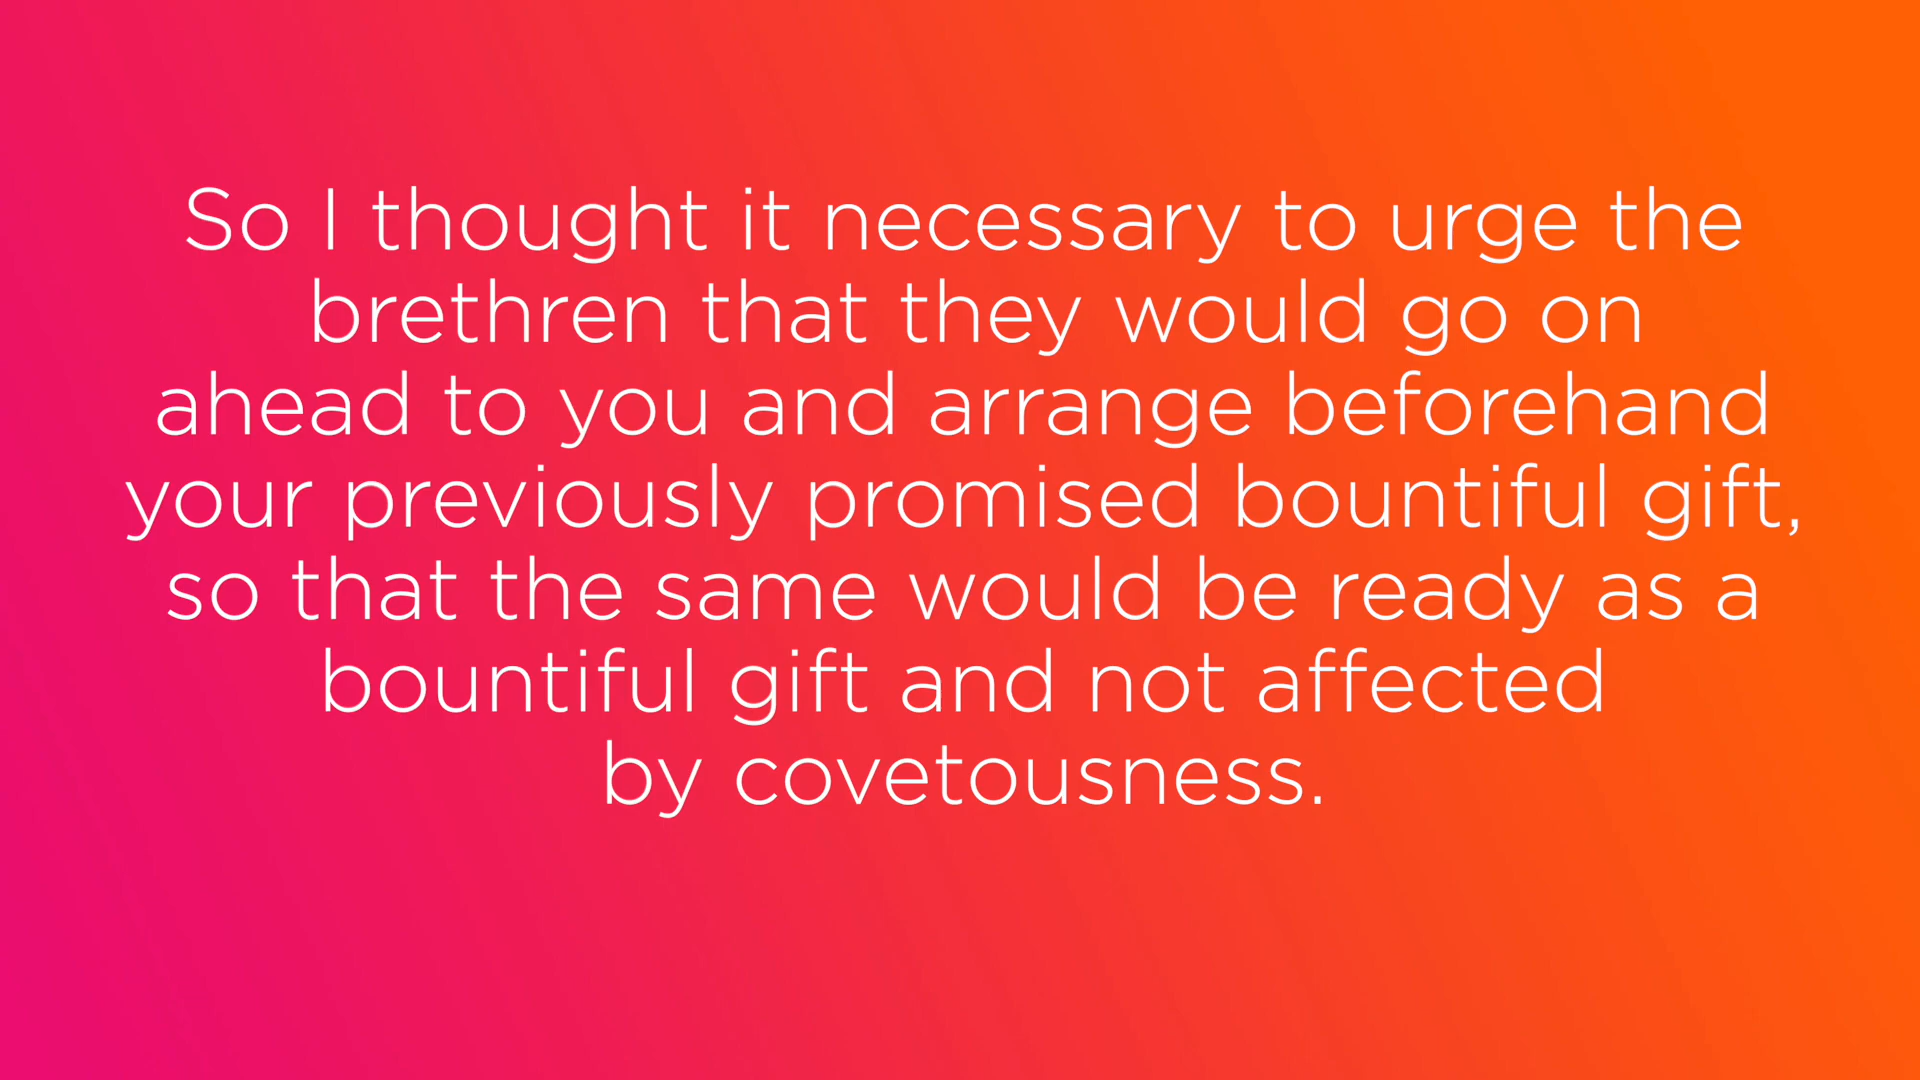 So I thought it necessary to urge the
brethren that they would go on
ahead to you and arrange beforehand
your previously promised bountiful gift,
so that the same would be ready as a
bountiful gift and not affected
by covetousness.